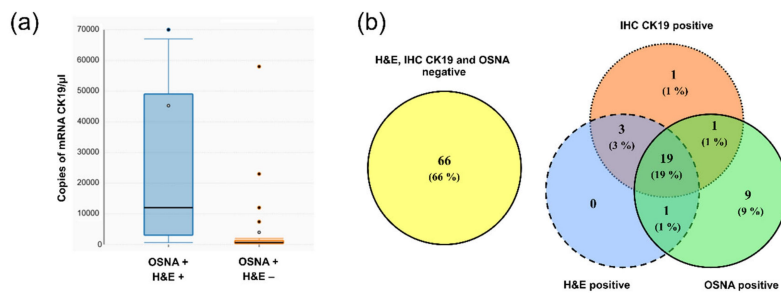 (a)
Copies of mRNA CK19/µl
70000
60000
50000
40000
30000
20000
10000
0
OSNA +
H&E +
OSNA +
H&E –
(b)
H&E, IHC CK19 and OSNA
negative
66
(66 %)
IHC CK19 positive
1
(1 %)
3
(3 %)
1
(1 %)
19
(19 %)
0
1
(1 %)
9
(9 %)
H&E positive
OSNA positive